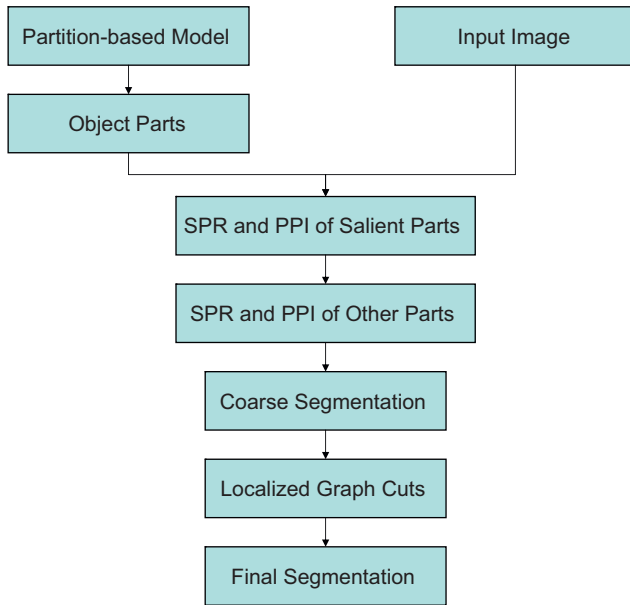 Partition-based Model
Input Image
Object Parts
SPR and PPI of Salient Parts
SPR and PPI of Other Parts
Coarse Segmentation
Localized Graph Cuts
Final Segmentation